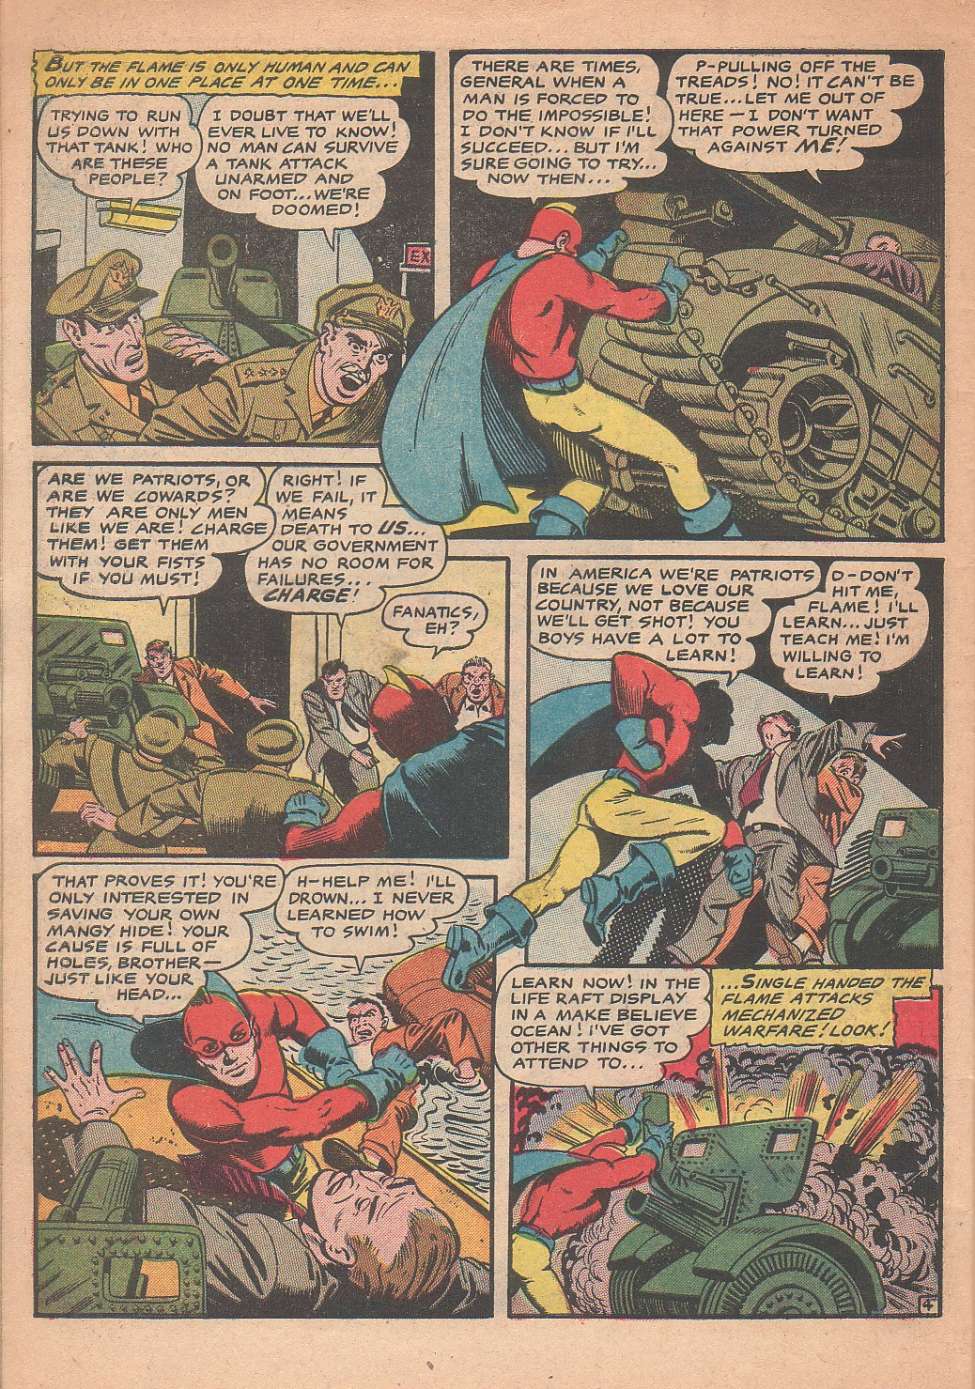 BUT THE FLAME IS ONLY HUMAN AND CAN
ONLY BE IN ONE PLACE AT ONE TIME...
TRYING TO RUN
US DOWN WITH
THAT TANK! WHO
ARE THESE
PEOPLE?
I DOUBT THAT WE'LL
EVER LIVE TO KNOW!
NO MAN CAN SURVIVE
A TANK ATTACK
UNARMED AND
ON FOOT...WE'RE
DOOMED!
EX
THERE ARE TIMES,
GENERAL WHEN A
MAN IS FORCED TO
DO THE IMPOSSIBLE!
I DON'T KNOW IF I'LL
SUCCEED... BUT I'M
SURE GOING TO TRY...
NOW THEN...
P-PULLING OFF THE
TREADS! NO! IT CAN'T BE
TRUE...LET ME OUT OF
HERE — I DON'T WANT
THAT POWER TURNED
AGAINST ME!
ARE WE PATRIOTS, OR
ARE WE COWARDS?
THEY ARE ONLY MEN
LIKE WE ARE! CHARGE
THEM! GET THEM
WITH YOUR FISTS
IF YOU MUST!
RIGHT! IF
WE FAIL, IT
MEANS
DEATH TO US...
OUR GOVERNMENT
HAS NO ROOM FOR
FAILURES...
CHARGE!
FANATICS,
EH?
IN AMERICA WE'RE PATRIOTS
BECAUSE WE LOVE OUR
COUNTRY, NOT BECAUSE
WE'LL GET SHOT! YOU
BOYS HAVE A LOT TO
LEARN!
D-DON'T
HIT ME,
FLAME! I'LL
LEARN...JUST
TEACH ME! I'M
WILLING TO
LEARN!
THAT PROVES IT! YOU'RE
ONLY INTERESTED IN
SAVING YOUR OWN
MANGY HIDE! YOUR
CAUSE IS FULL OF
HOLES, BROTHER—
JUST LIKE YOUR
HEAD...
H-HELP ME! I'LL
DROWN... I NEVER
LEARNED HOW
TO SWIM!
LEARN NOW! IN THE
LIFE RAFT DISPLAY
IN A MAKE BELIEVE
OCEAN! I'VE GOT
OTHER THINGS TO
ATTEND TO...
...SINGLE HANDED THE
FLAME ATTACKS
MECHANIZED
WARFARE! LOOK!
4